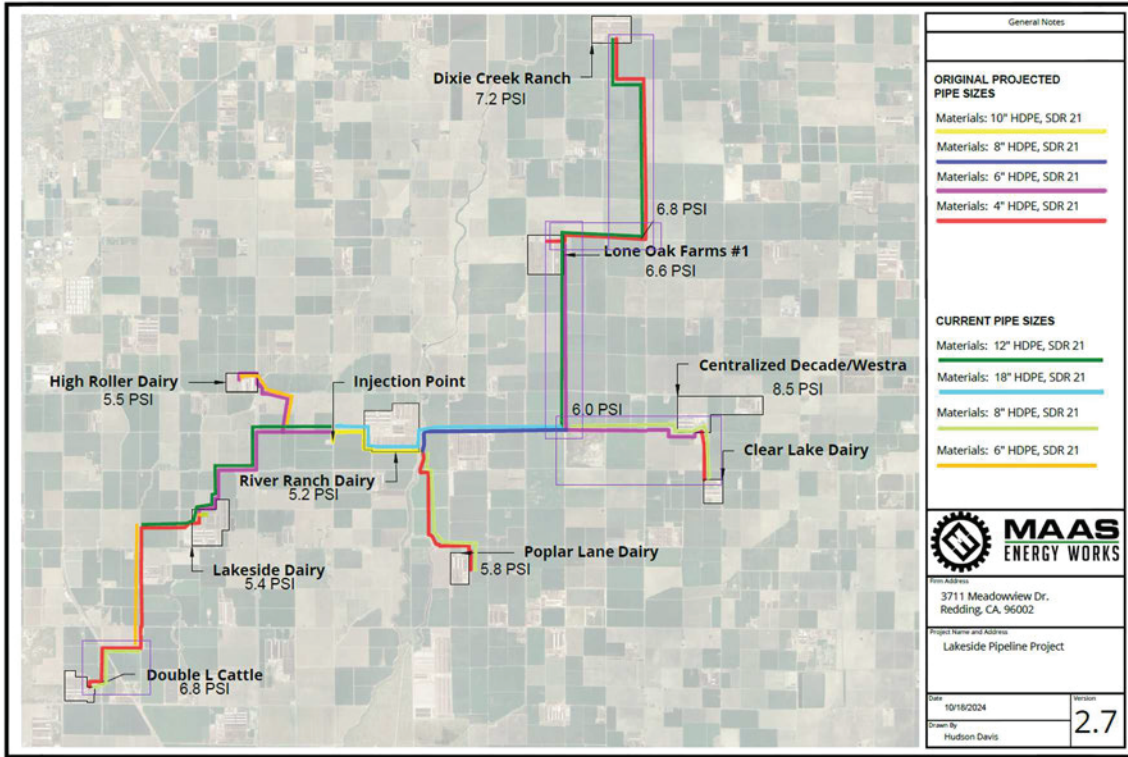 Dixie Creek Ranch
7.2 PSI
6.8 PSI
Lone Oak Farms #1
6.6 PSI
Centralized Decade/Westra
8.5 PSI
High Roller Dairy
5.5 PSI
Injection Point
6.0 PSI
Clear Lake Dairy
River Ranch Dairy
5.2 PSI
Poplar Lane Dairy
5.8 PSI
Lakeside Dairy
5.4 PSI
Double L Cattle
6.8 PSI
General Notes
ORIGINAL PROJECTED
PIPE SIZES
Materials: 10" HDPE, SDR 21
Materials: 8" HDPE, SDR 21
Materials: 6" HDPE, SDR 21
Materials: 4" HDPE, SDR 21
CURRENT PIPE SIZES
Materials: 12" HDPE, SDR 21
Materials: 18" HDPE, SDR 21
Materials: 8" HDPE, SDR 21
Materials: 6" HDPE, SDR 21
MAAS
ENERGY WORKS
Firm Address
3711 Meadowview Dr.
Redding, CA, 96002
Project Name and Address
Lakeside Pipeline Project
Date
10/18/2024
Version
2.7
Drawn By
Hudson Davis